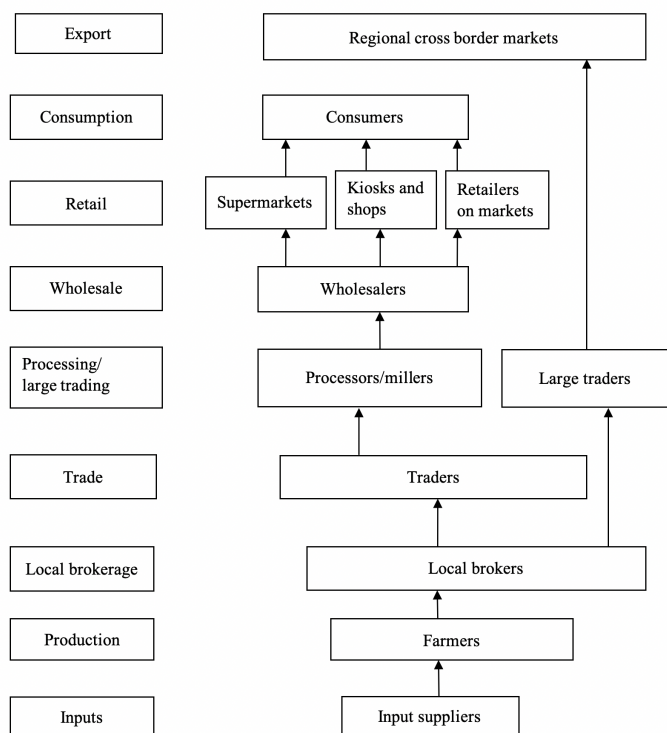 Export
Regional cross border markets
Consumption
Consumers
Retail
Supermarkets
Kiosks and
shops
Retailers
on markets
Wholesale
Wholesalers
Processing/
large trading
Processors/millers
Large traders
Trade
Traders
Local brokerage
Local brokers
Production
Farmers
Inputs
Input suppliers